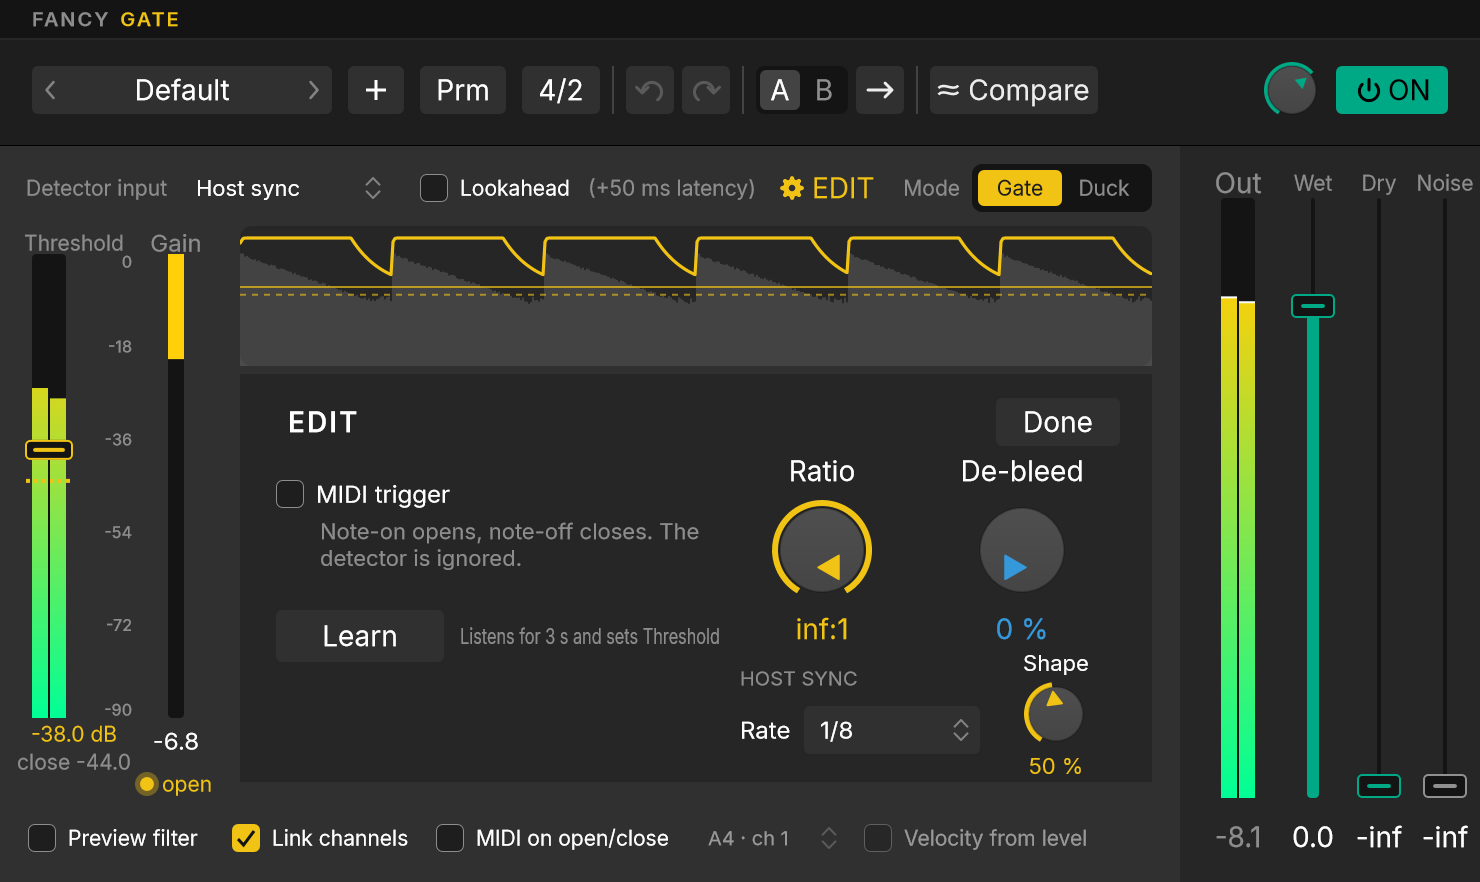 FANCY GATE
Default + Prm 4/2 A B → ≈ Compare ON
Detector input Host sync Lookahead (+50 ms latency) EDIT Mode Gate Duck
Out Wet Dry Noise
Threshold Gain
0
-18
-36
-54
-72
-90
-38.0 dB
close -44.0
-6.8
open
EDIT
Done
MIDI trigger
Note-on opens, note-off closes. The
detector is ignored.
Learn Listens for 3 s and sets Threshold
Ratio
inf:1
De-bleed
0 %
HOST SYNC
Rate 1/8
Shape
50 %
Preview filter Link channels MIDI on open/close A4 · ch 1 Velocity from level
-8.1 0.0 -inf -inf